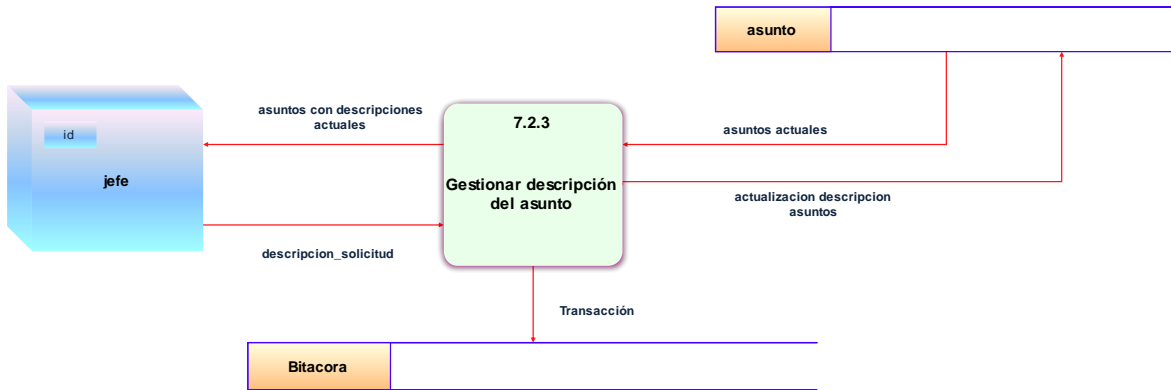 asunto
asuntos con descripciones
actuales
7.2.3
id
asuntos actuales
jefe
Gestionar descripción
del asunto
actualizacion descripcion
asuntos
descripcion_solicitud
Transacción
Bitacora